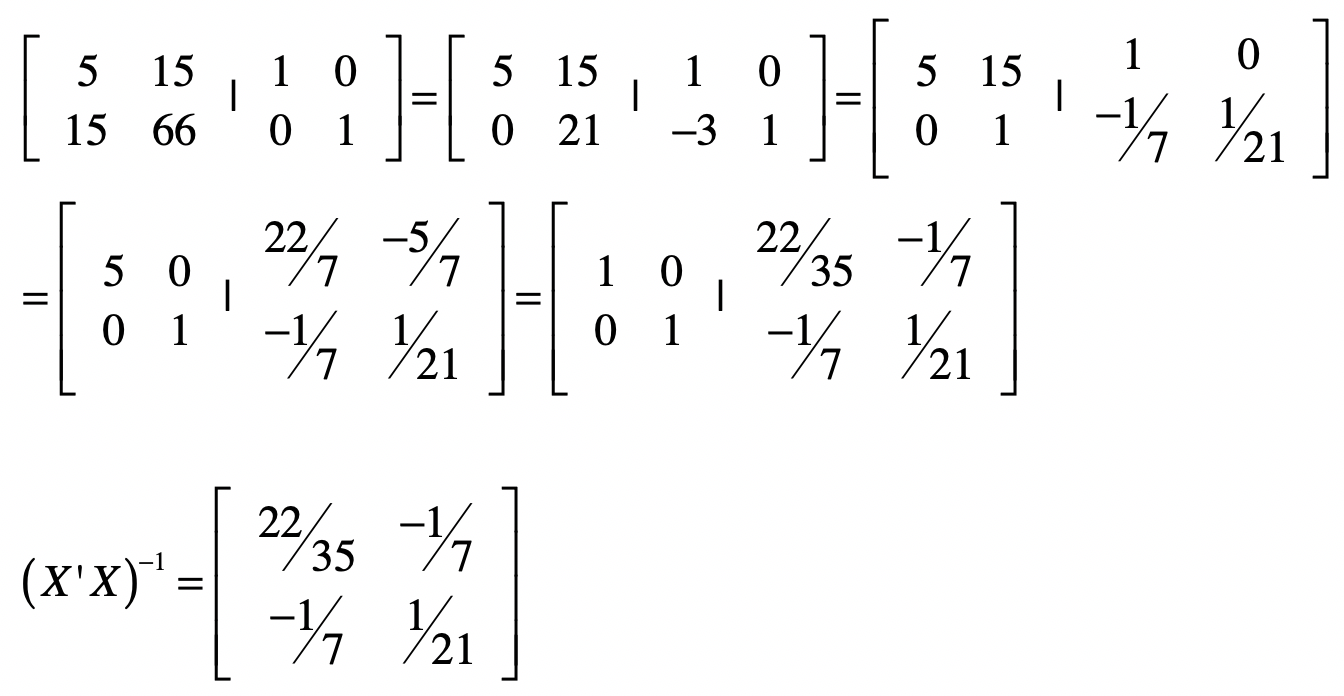 [ 5 15 | 1 0 ; 15 66 | 0 1 ] = [ 5 15 | 1 0 ; 0 21 | −3 1 ] = [ 5 15 | 1 0 ; 0 1 | −1/7 1/21 ]
= [ 5 0 | 22/7 −5/7 ; 0 1 | −1/7 1/21 ] = [ 1 0 | 22/35 −1/7 ; 0 1 | −1/7 1/21 ]
(X'X)⁻¹ = [ 22/35 −1/7 ; −1/7 1/21 ]